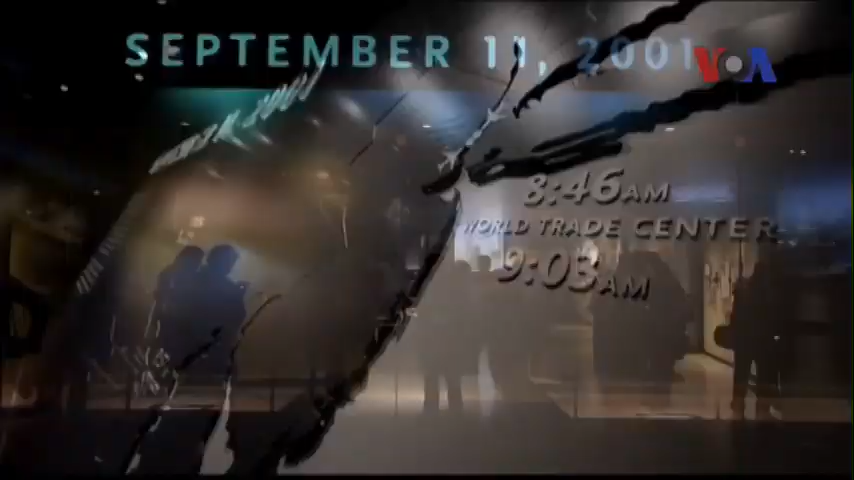 SEPTEMBER 11, 2001
VOA
8:46AM
WORLD TRADE CENTER
9:03AM